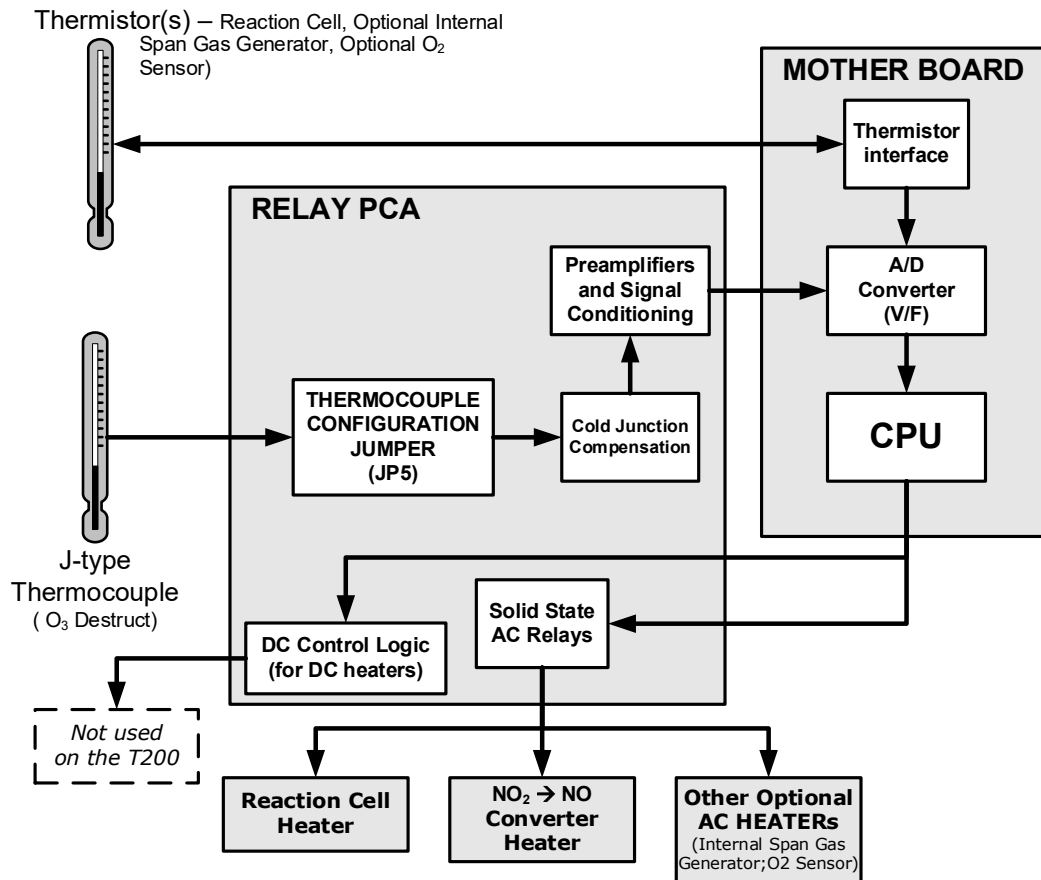 Thermistor(s) – Reaction Cell, Optional Internal
Span Gas Generator, Optional O₂
Sensor)
MOTHER BOARD
Thermistor
interface
RELAY PCA
Preamplifiers
and Signal
Conditioning
A/D
Converter
(V/F)
THERMOCOUPLE
CONFIGURATION
JUMPER
(JP5)
Cold Junction
Compensation
CPU
J-type
Thermocouple
( O₃ Destruct)
Solid State
AC Relays
DC Control Logic
(for DC heaters)
Not used
on the T200
Reaction Cell
Heater
NO₂ → NO
Converter
Heater
Other Optional
AC HEATERs
(Internal Span Gas
Generator;O2 Sensor)